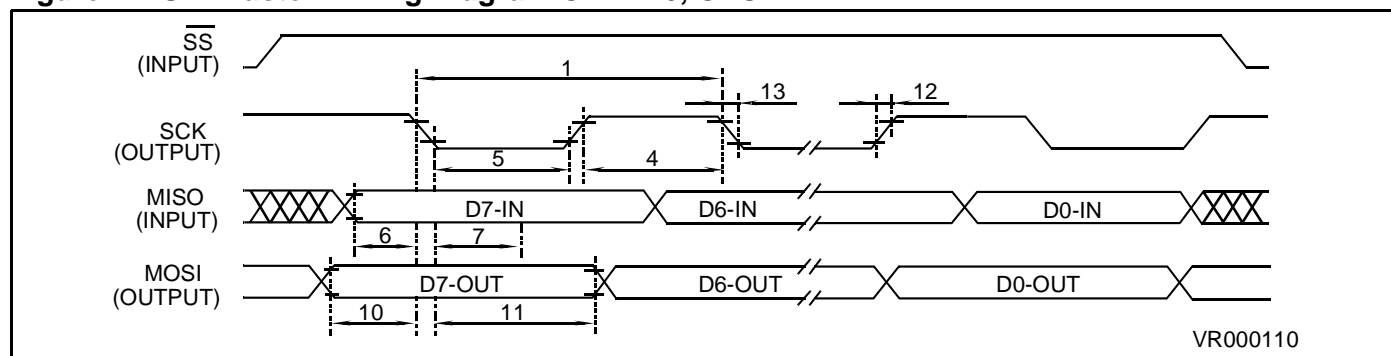 SS
(INPUT)
1
13
12
SCK
(OUTPUT)
5
4
MISO
(INPUT)
D7-IN
D6-IN
D0-IN
6
7
MOSI
(OUTPUT)
D7-OUT
D6-OUT
D0-OUT
10
11
VR000110